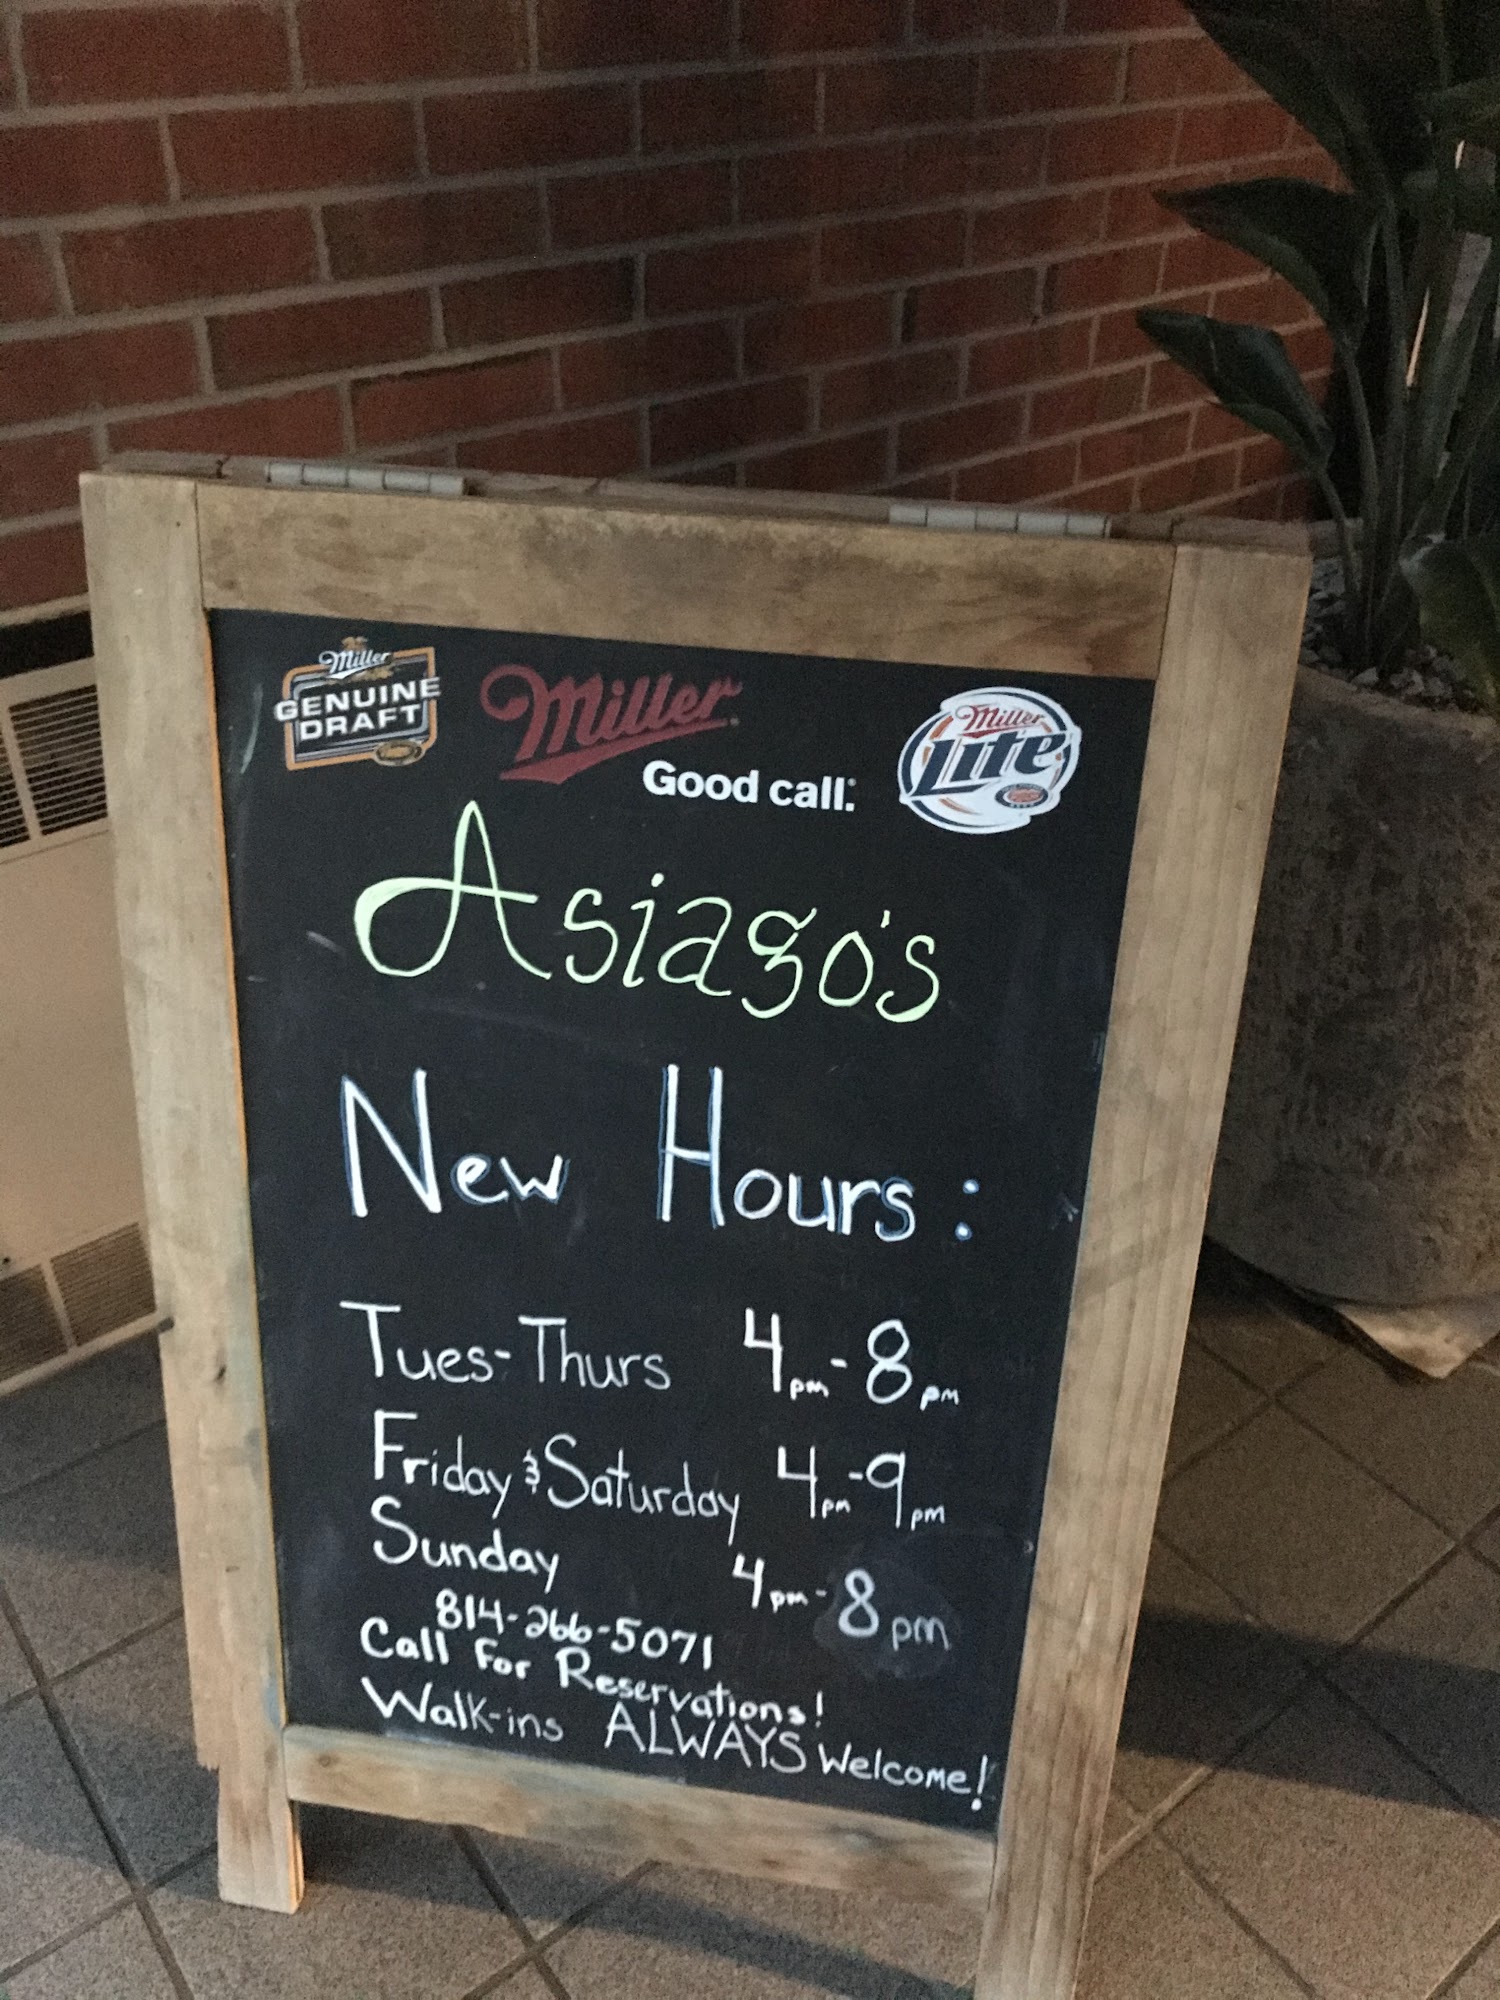 Miller
GENUINE
DRAFT
Miller
Good call.
Miller
Lite
Asiago's
New Hours:
Tues-Thurs 4pm-8pm
Friday & Saturday 4pm-9pm
Sunday 4pm-8pm
814-266-5071
Call For Reservations!
Walk-ins ALWAYS Welcome!